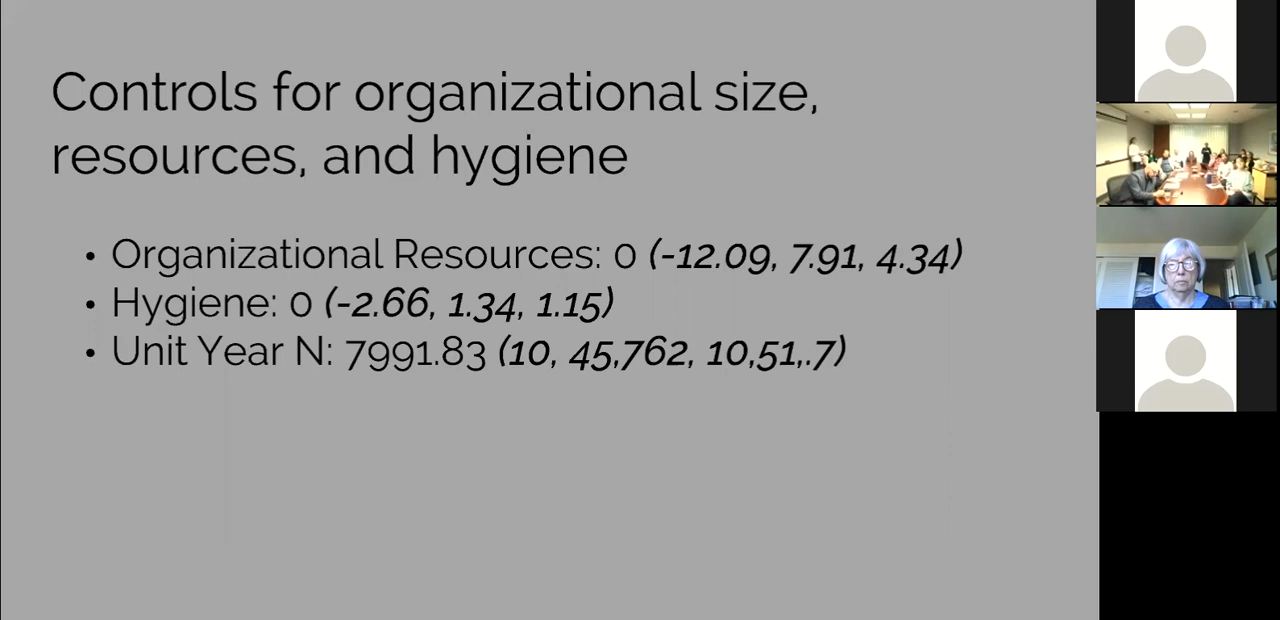 Controls for organizational size,
resources, and hygiene
• Organizational Resources: 0 (-12.09, 7.91, 4.34)
• Hygiene: 0 (-2.66, 1.34, 1.15)
• Unit Year N: 7991.83 (10, 45,762, 10,51,.7)